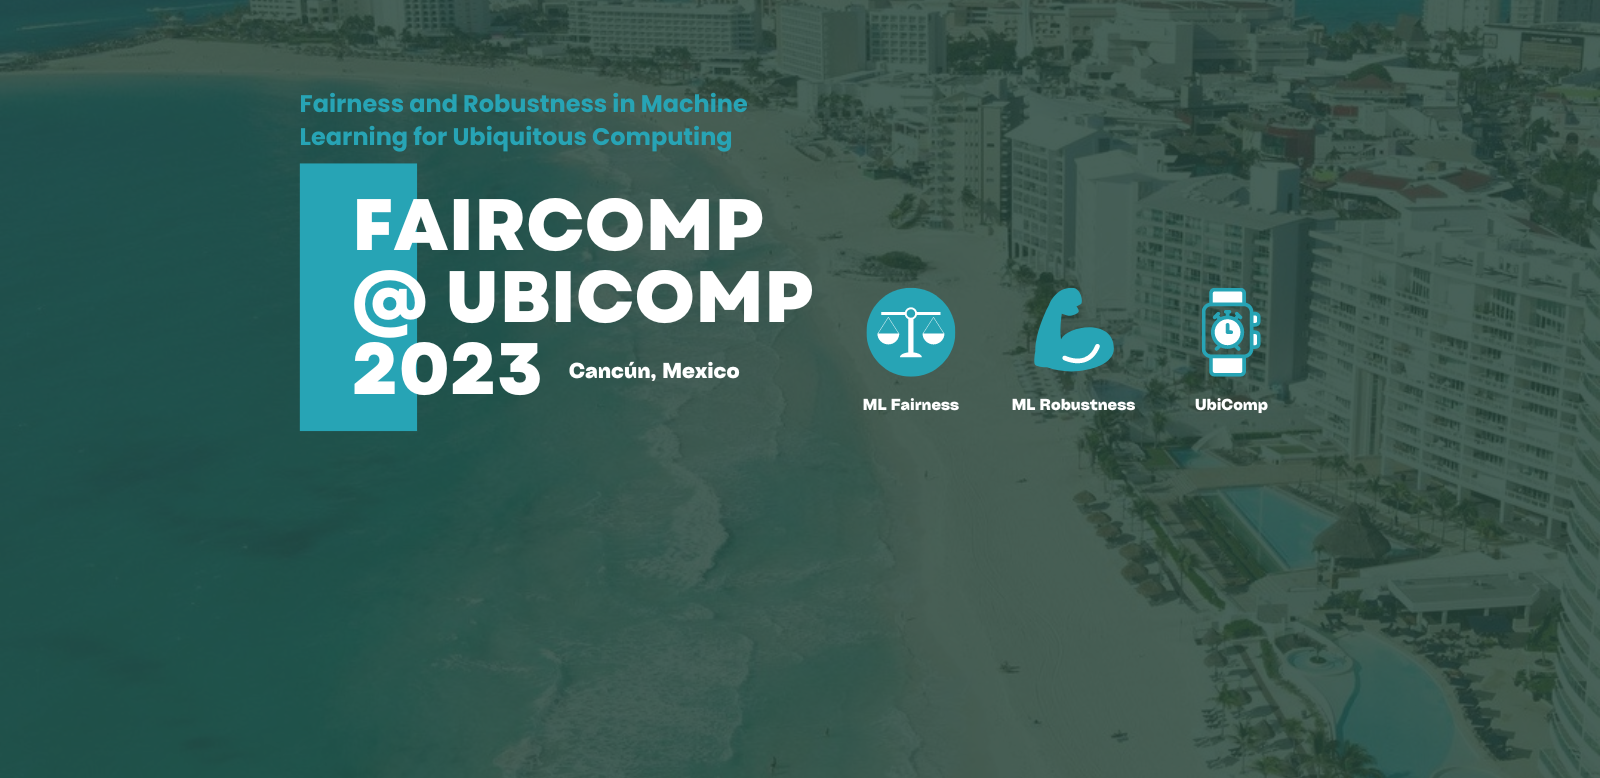 Fairness and Robustness in Machine
Learning for Ubiquitous Computing
FAIRCOMP
@ UBICOMP
2023 Cancún, Mexico
ML Fairness
ML Robustness
UbiComp